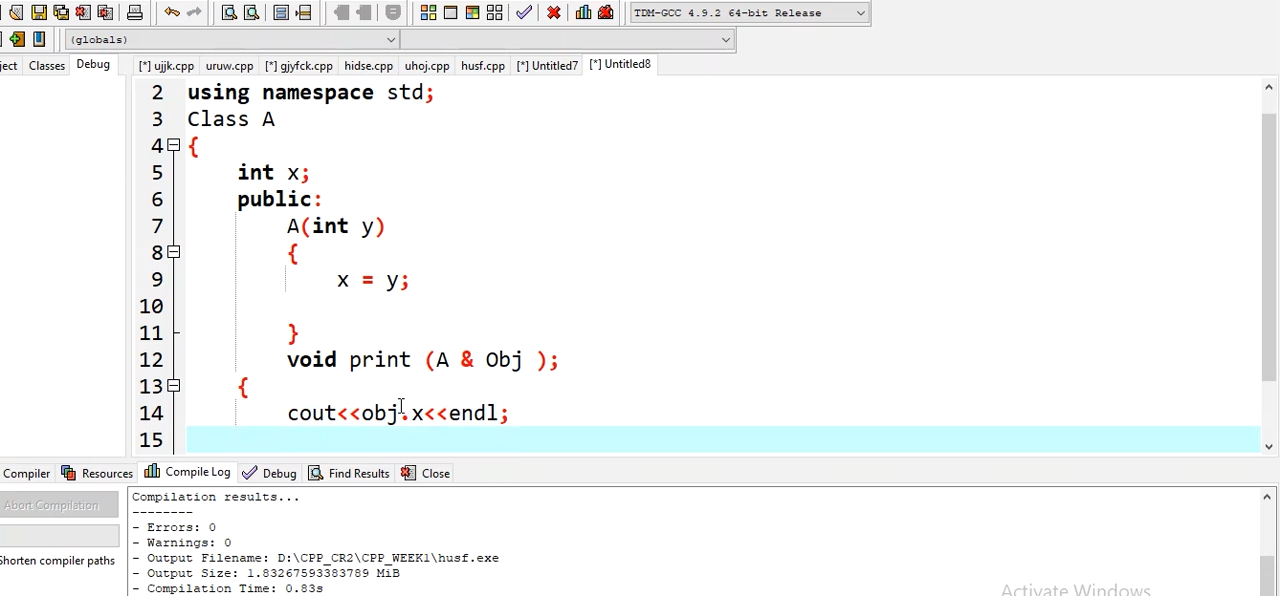 TDM-GCC 4.9.2 64-bit Release
(globals)
ject Classes Debug [*] ujjk.cpp uruw.cpp [*] gjyfck.cpp hidse.cpp uhoj.cpp husf.cpp [*] Untitled7 [*] Untitled8
2 using namespace std;
3 Class A
4 {
5 int x;
6 public:
7 A(int y)
8 {
9 x = y;
10
11 }
12 void print (A & Obj );
13 {
14 cout<<obj.x<<endl;
15
Compiler Resources Compile Log Debug Find Results Close
Abort Compilation
Shorten compiler paths
Compilation results...
--------
- Errors: 0
- Warnings: 0
- Output Filename: D:\CPP_CR2\CPP_WEEK1\husf.exe
- Output Size: 1.83267593383789 MiB
- Compilation Time: 0.83s
Activate Windows